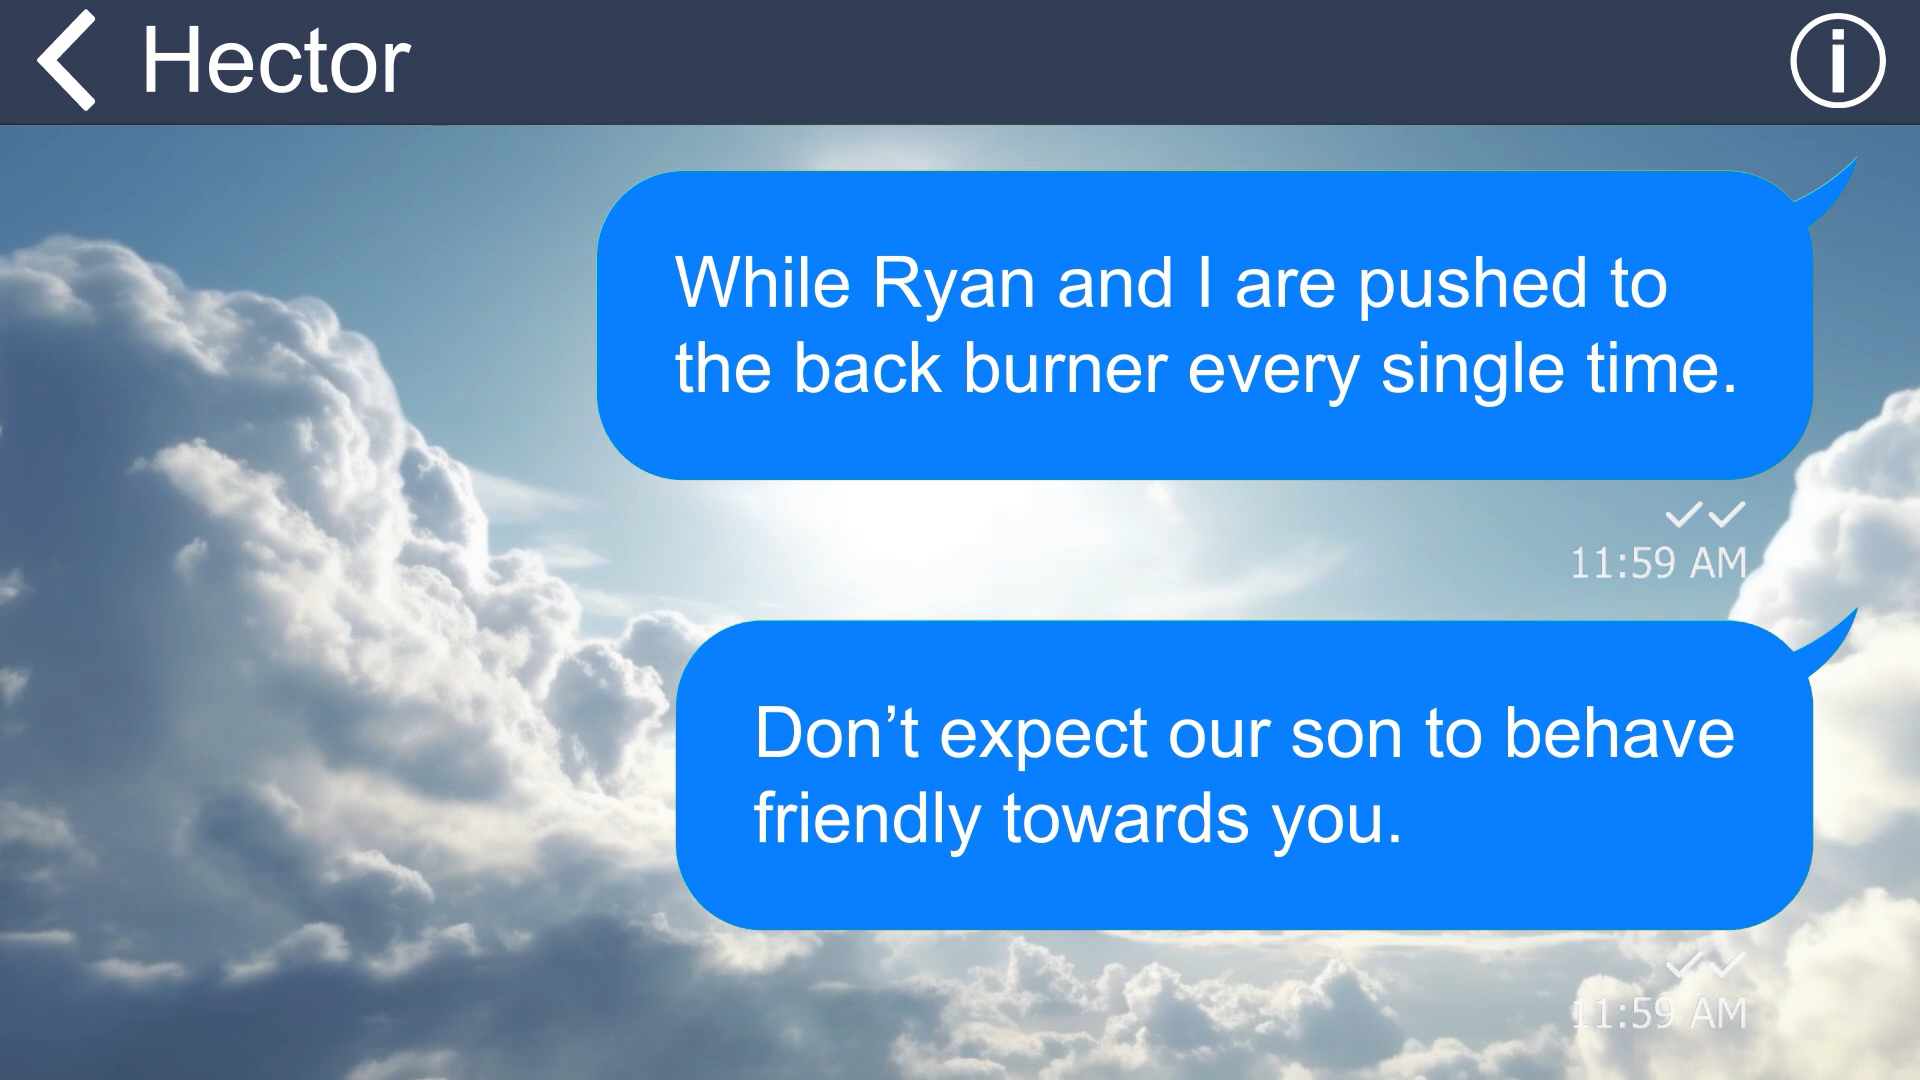 Hector
While Ryan and I are pushed to
the back burner every single time.
11:59 AM
Don’t expect our son to behave
friendly towards you.
11:59 AM